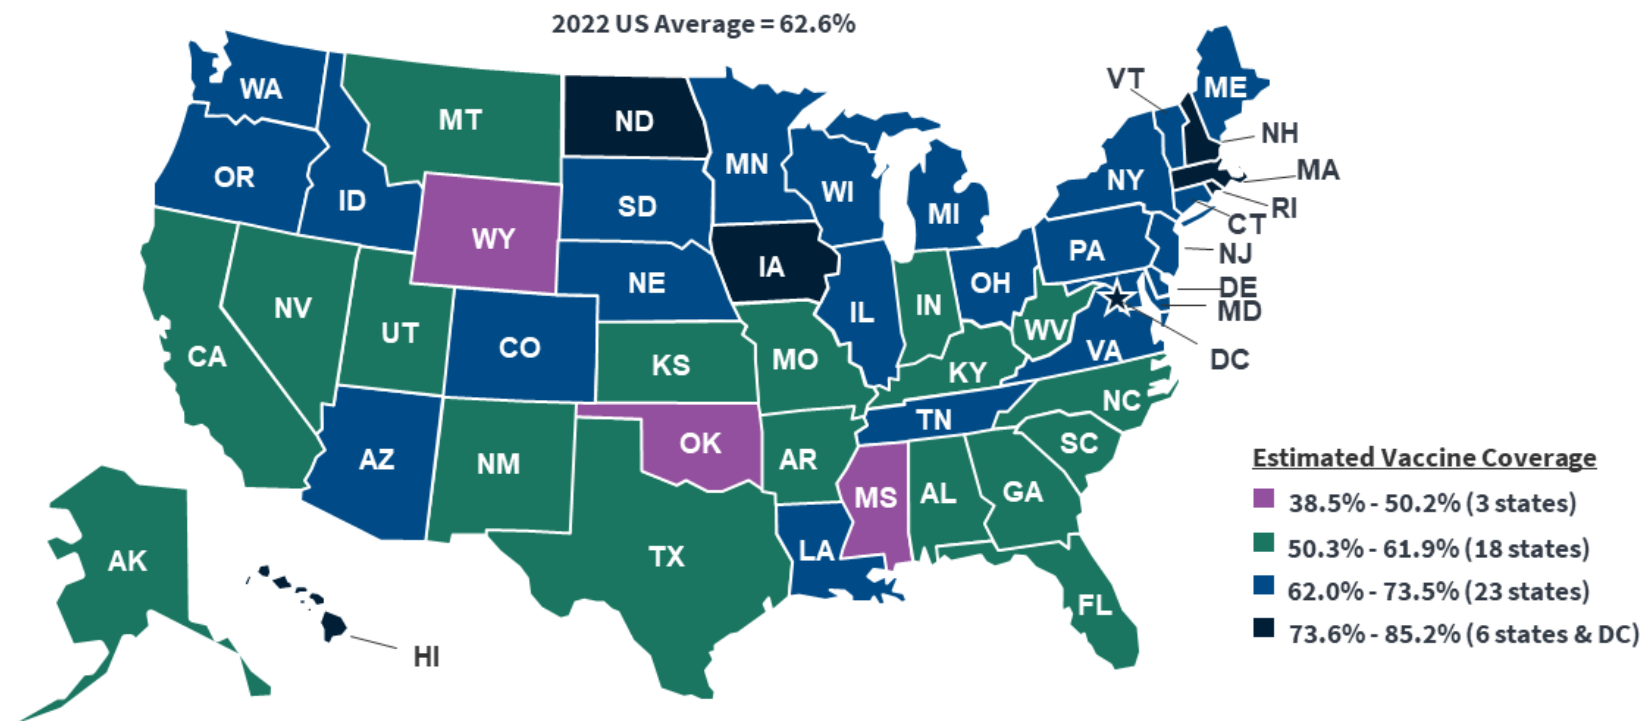 2022 US Average = 62.6%
WA
MT
ND
MN
VT
ME
NH
MA
OR
ID
SD
WI
MI
NY
RI
CT
WY
IA
PA
NJ
NE
OH
DE
MD
NV
UT
CO
IL
IN
WV
VA
DC
CA
KS
MO
KY
NC
AZ
NM
OK
AR
TN
SC
MS
AL
GA
AK
TX
LA
FL
HI
Estimated Vaccine Coverage
38.5% - 50.2% (3 states)
50.3% - 61.9% (18 states)
62.0% - 73.5% (23 states)
73.6% - 85.2% (6 states & DC)